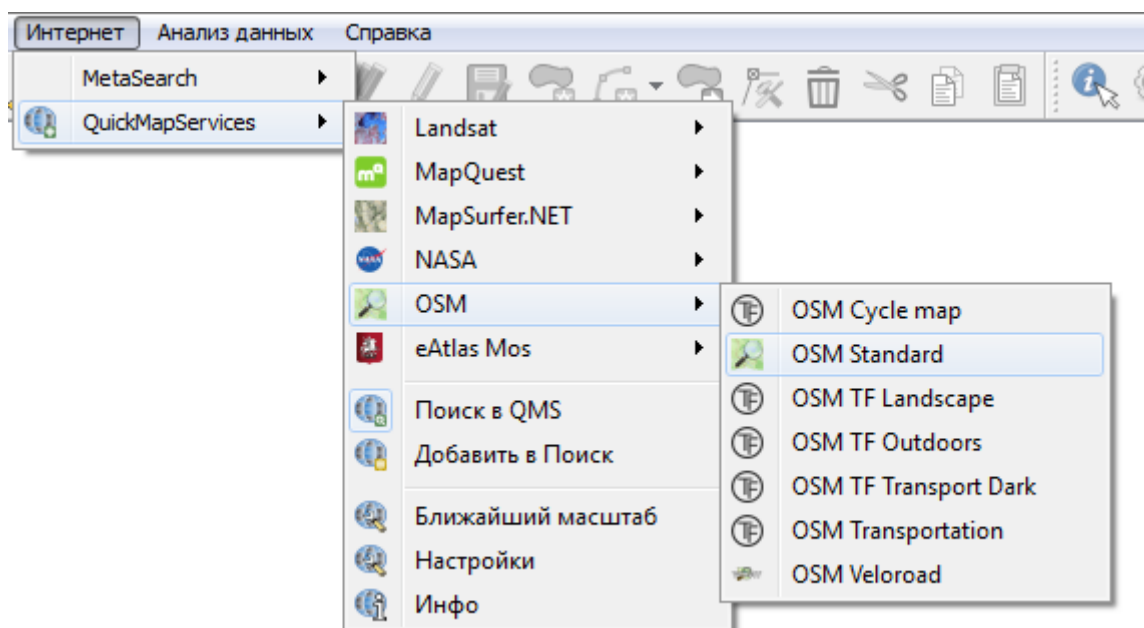 Интернет Анализ данных Справка
MetaSearch
QuickMapServices
Landsat
MapQuest
MapSurfer.NET
NASA
OSM
eAtlas Mos
Поиск в QMS
Добавить в Поиск
Ближайший масштаб
Настройки
Инфо
OSM Cycle map
OSM Standard
OSM TF Landscape
OSM TF Outdoors
OSM TF Transport Dark
OSM Transportation
OSM Veloroad